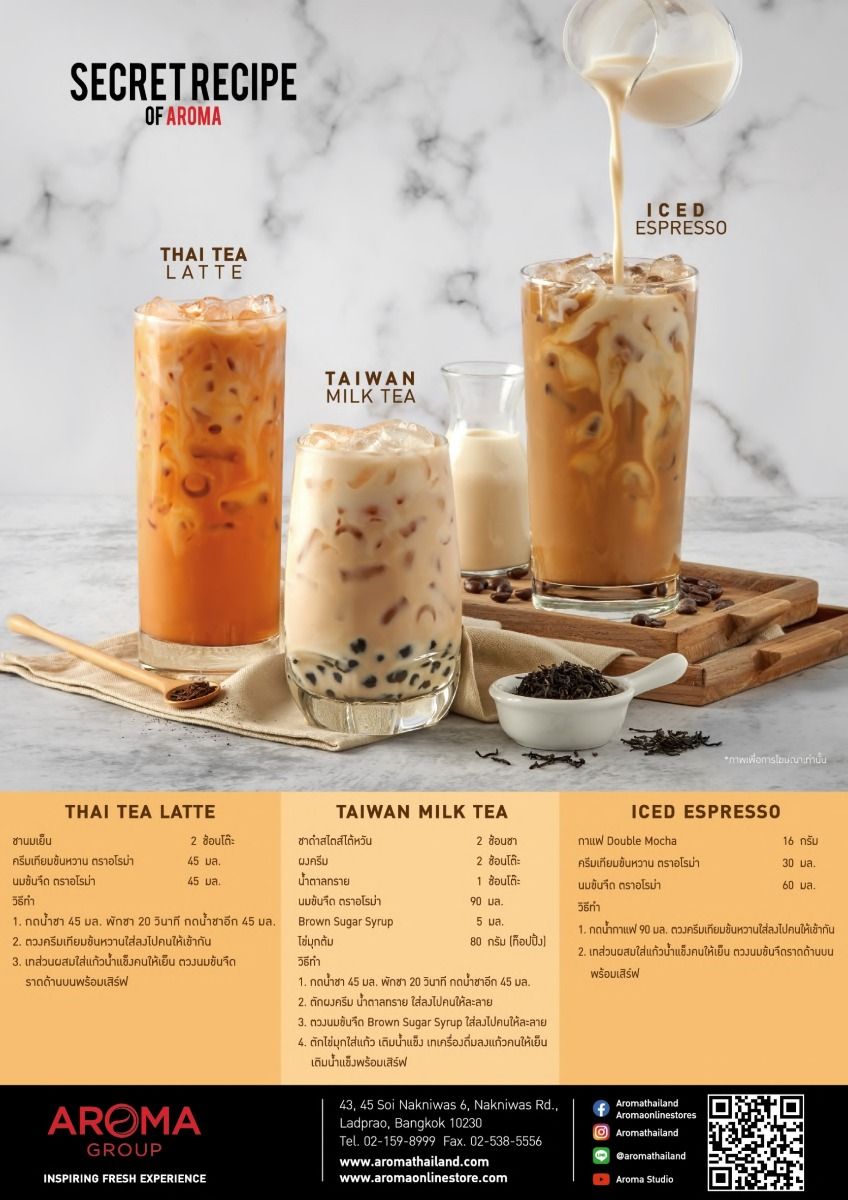 SECRET RECIPE
OF AROMA
ICED
ESPRESSO
THAI TEA
LATTE
TAIWAN
MILK TEA
*ภาพเพื่อการโฆษณาเท่านั้น
THAI TEA LATTE
ชานมเย็น 2 ช้อนโต๊ะ
ครีมเทียมข้นหวาน ตราอโรม่า 45 มล.
นมข้นจืด ตราอโรม่า 45 มล.
วิธีทำ
1. กดน้ำชา 45 มล. พักชา 20 วินาที กดน้ำชาอีก 45 มล.
2. ตวงครีมเทียมข้นหวานใส่ลงไปคนให้เข้ากัน
3. เทส่วนผสมใส่แก้วน้ำแข็งคนให้เย็น ตวงนมข้นจืด
ราดด้านบนพร้อมเสิร์ฟ
TAIWAN MILK TEA
ชาดำสไตส์ไต้หวัน 2 ช้อนชา
ผงครีม 2 ช้อนโต๊ะ
น้ำตาลทราย 1 ช้อนโต๊ะ
นมข้นจืด ตราอโรม่า 90 มล.
Brown Sugar Syrup 5 มล.
ไข่มุกต้ม 80 กรัม (ท็อปปิ้ง)
วิธีทำ
1. กดน้ำชา 45 มล. พักชา 20 วินาที กดน้ำชาอีก 45 มล.
2. ตักผงครีม น้ำตาลทราย ใส่ลงไปคนให้ละลาย
3. ตวงนมข้นจืด Brown Sugar Syrup ใส่ลงไปคนให้ละลาย
4. ตักไข่มุกใส่แก้ว เติมน้ำแข็ง เทเครื่องดื่มลงแก้วคนให้เย็น
เติมน้ำแข็งพร้อมเสิร์ฟ
ICED ESPRESSO
กาแฟ Double Mocha 16 กรัม
ครีมเทียมข้นหวาน ตราอโรม่า 30 มล.
นมข้นจืด ตราอโรม่า 60 มล.
วิธีทำ
1. กดน้ำกาแฟ 90 มล. ตวงครีมเทียมข้นหวานใส่ลงไปคนให้เข้ากัน
2. เทส่วนผสมใส่แก้วน้ำแข็งคนให้เย็น ตวงนมข้นจืดราดด้านบน
พร้อมเสิร์ฟ
AROMA
GROUP
INSPIRING FRESH EXPERIENCE
43, 45 Soi Nakniwas 6, Nakniwas Rd.,
Ladprao, Bangkok 10230
Tel. 02-159-8999 Fax. 02-538-5556
www.aromathailand.com
www.aromaonlinestore.com
Aromathailand
Aromaonlinestores
Aromathailand
LINE
@aromathailand
Aroma Studio